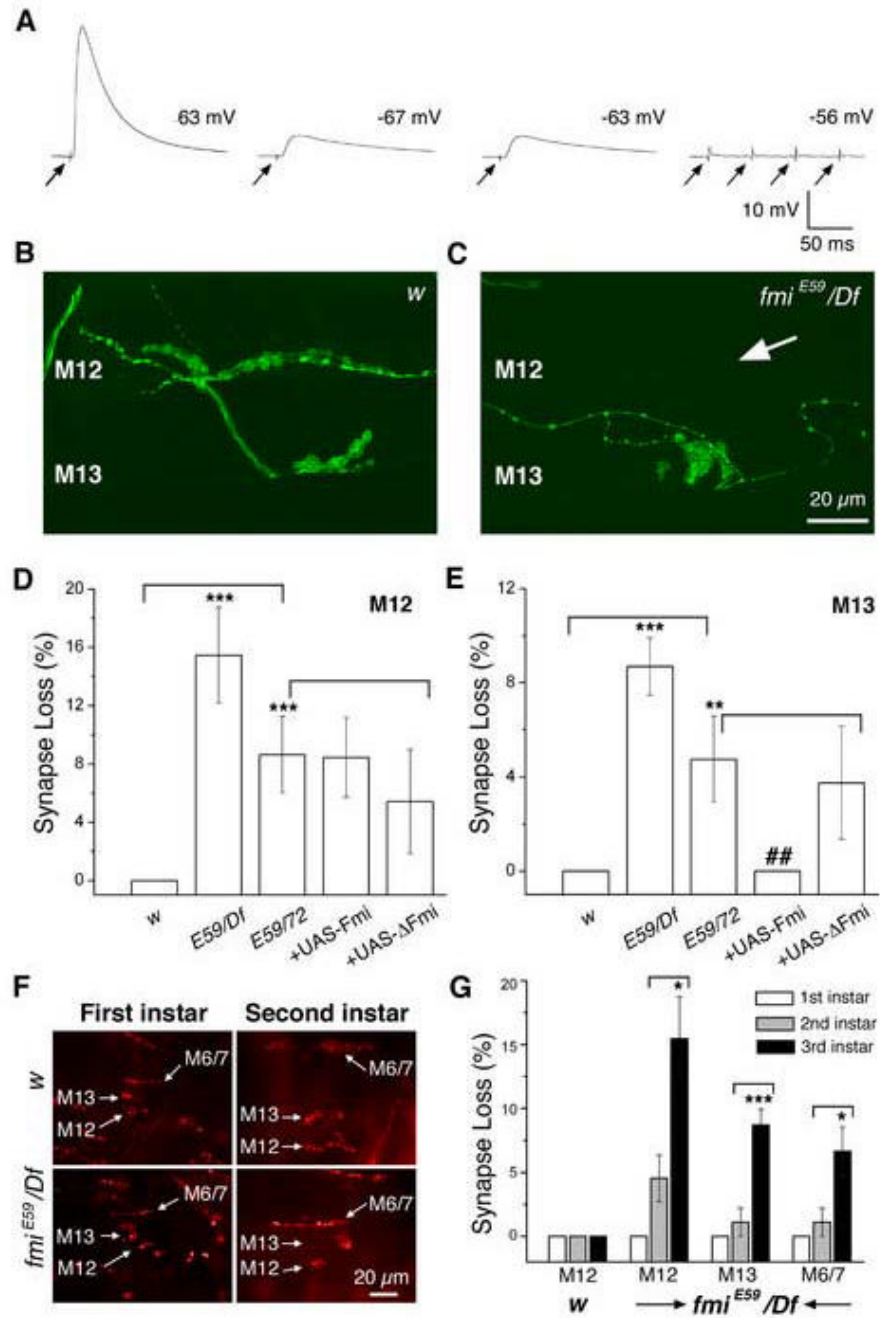 A
63 mV
-67 mV
-63 mV
-56 mV
10 mV
50 ms
B
w
M12
M13
C
fmi E59/Df
M12
M13
20 µm
D
M12
Synapse Loss (%)
20
16
12
8
4
0
***
***
w
E59/Df
E59/72
+UAS-Fmi
+UAS-ΔFmi
E
M13
Synapse Loss (%)
12
8
4
0
***
**
##
w
E59/Df
E59/72
+UAS-Fmi
+UAS-ΔFmi
F
First instar
Second instar
w
M6/7
M13
M12
M6/7
M13
M12
fmi E59/Df
M6/7
M13
M12
M6/7
M13
M12
20 µm
G
Synapse Loss (%)
20
15
10
5
0
1st instar
2nd instar
3rd instar
*
***
*
M12
M12
M13
M6/7
w
fmi E59/Df